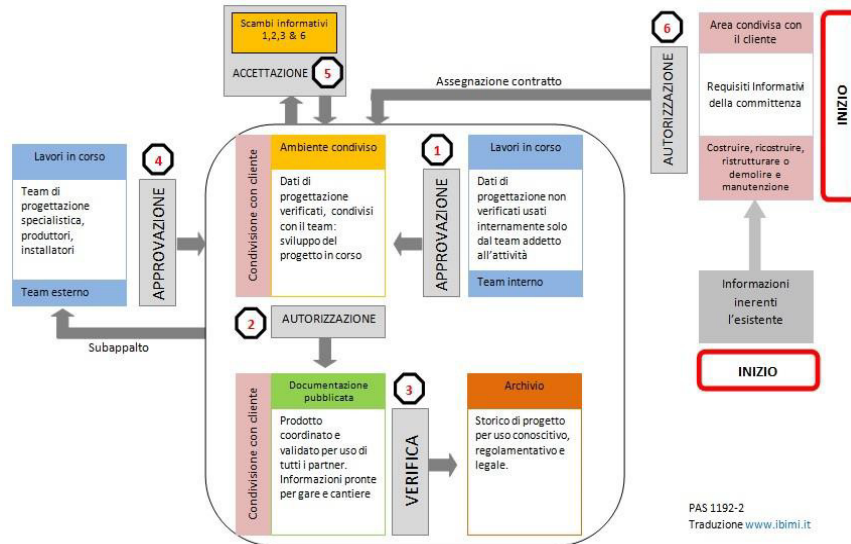 Scambi informativi
1,2,3 & 6
ACCETTAZIONE
5
6
AUTORIZZAZIONE
Area condivisa con
il cliente
Requisiti Informativi
della committenza
Costruire, ricostruire,
ristrutturare o
demolire e
manutenzione
INIZIO
Assegnazione contratto
Lavori in corso
Team di
progettazione
specialistica,
produttori,
installatori
Team esterno
4
APPROVAZIONE
Condivisione con cliente
Ambiente condiviso
Dati di
progettazione
verificati, condivisi
con il team:
sviluppo del
progetto in corso
1
APPROVAZIONE
Lavori in corso
Dati di
progettazione non
verificati usati
internamente solo
dal team addetto
all'attività
Team interno
Informazioni
inerenti
l'esistente
INIZIO
2
AUTORIZZAZIONE
Subappalto
Condivisione con cliente
Documentazione
pubblicata
Prodotto
coordinato e
validato per uso di
tutti i partner.
Informazioni pronte
per gare e cantiere
3
VERIFICA
Archivio
Storico di progetto
per uso conoscitivo,
regolamentativo e
legale.
PAS 1192-2
Traduzione www.ibimi.it